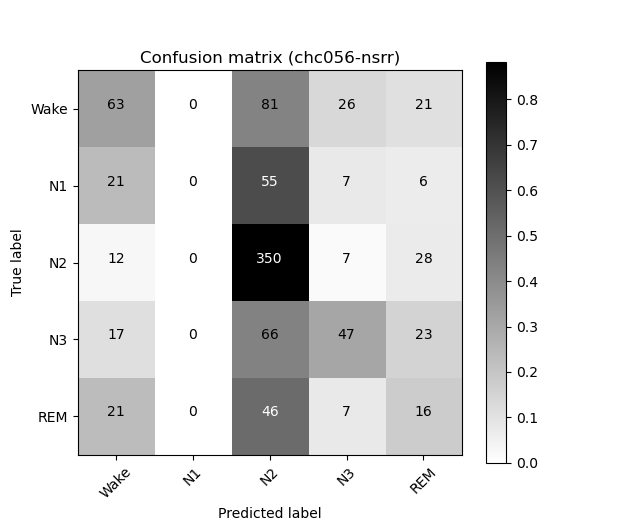 Confusion matrix (chc056-nsrr)
Wake 63 0 81 26 21
N1 21 0 55 7 6
N2 12 0 350 7 28
N3 17 0 66 47 23
REM 21 0 46 7 16
Wake N1 N2 N3 REM
Predicted label
True label
0.8
0.7
0.6
0.5
0.4
0.3
0.2
0.1
0.0